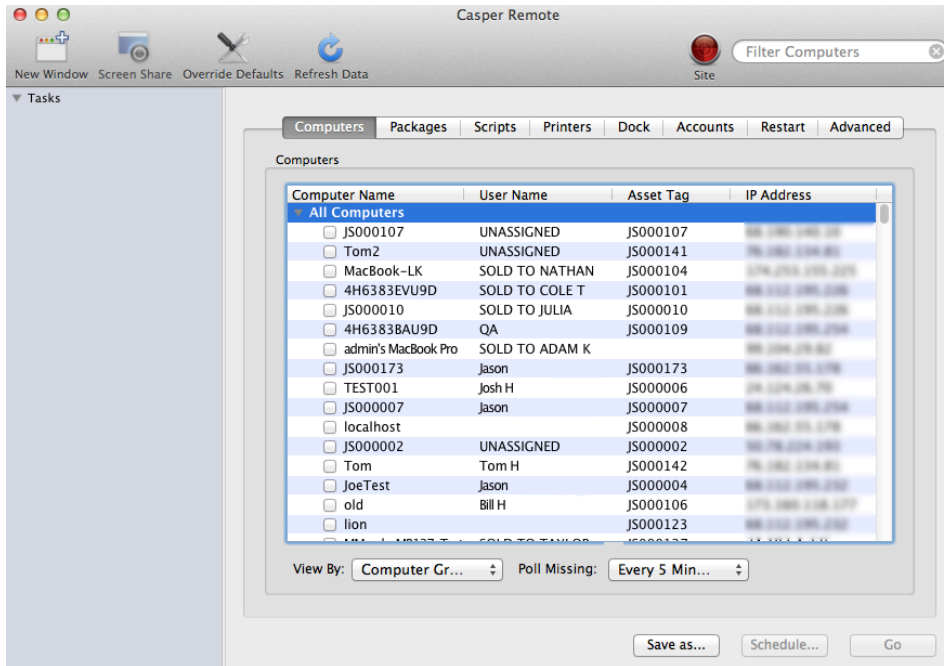 Casper Remote
New Window Screen Share Override Defaults Refresh Data Site Filter Computers
Tasks
Computers Packages Scripts Printers Dock Accounts Restart Advanced
Computers
Computer Name User Name Asset Tag IP Address
All Computers
JS000107 UNASSIGNED JS000107
Tom2 UNASSIGNED JS000141
MacBook-LK SOLD TO NATHAN JS000104
4H6383EVU9D SOLD TO COLE T JS000101
JS000010 SOLD TO JULIA JS000010
4H6383BAU9D QA JS000109
admin's MacBook Pro SOLD TO ADAM K
JS000173 Jason JS000173
TEST001 Josh H JS000006
JS000007 Jason JS000007
localhost JS000008
JS000002 UNASSIGNED JS000002
Tom Tom H JS000142
JoeTest Jason JS000004
old Bill H JS000106
lion JS000123
SOLD TO TAYLOR
View By: Computer Gr... Poll Missing: Every 5 Min...
Save as... Schedule... Go